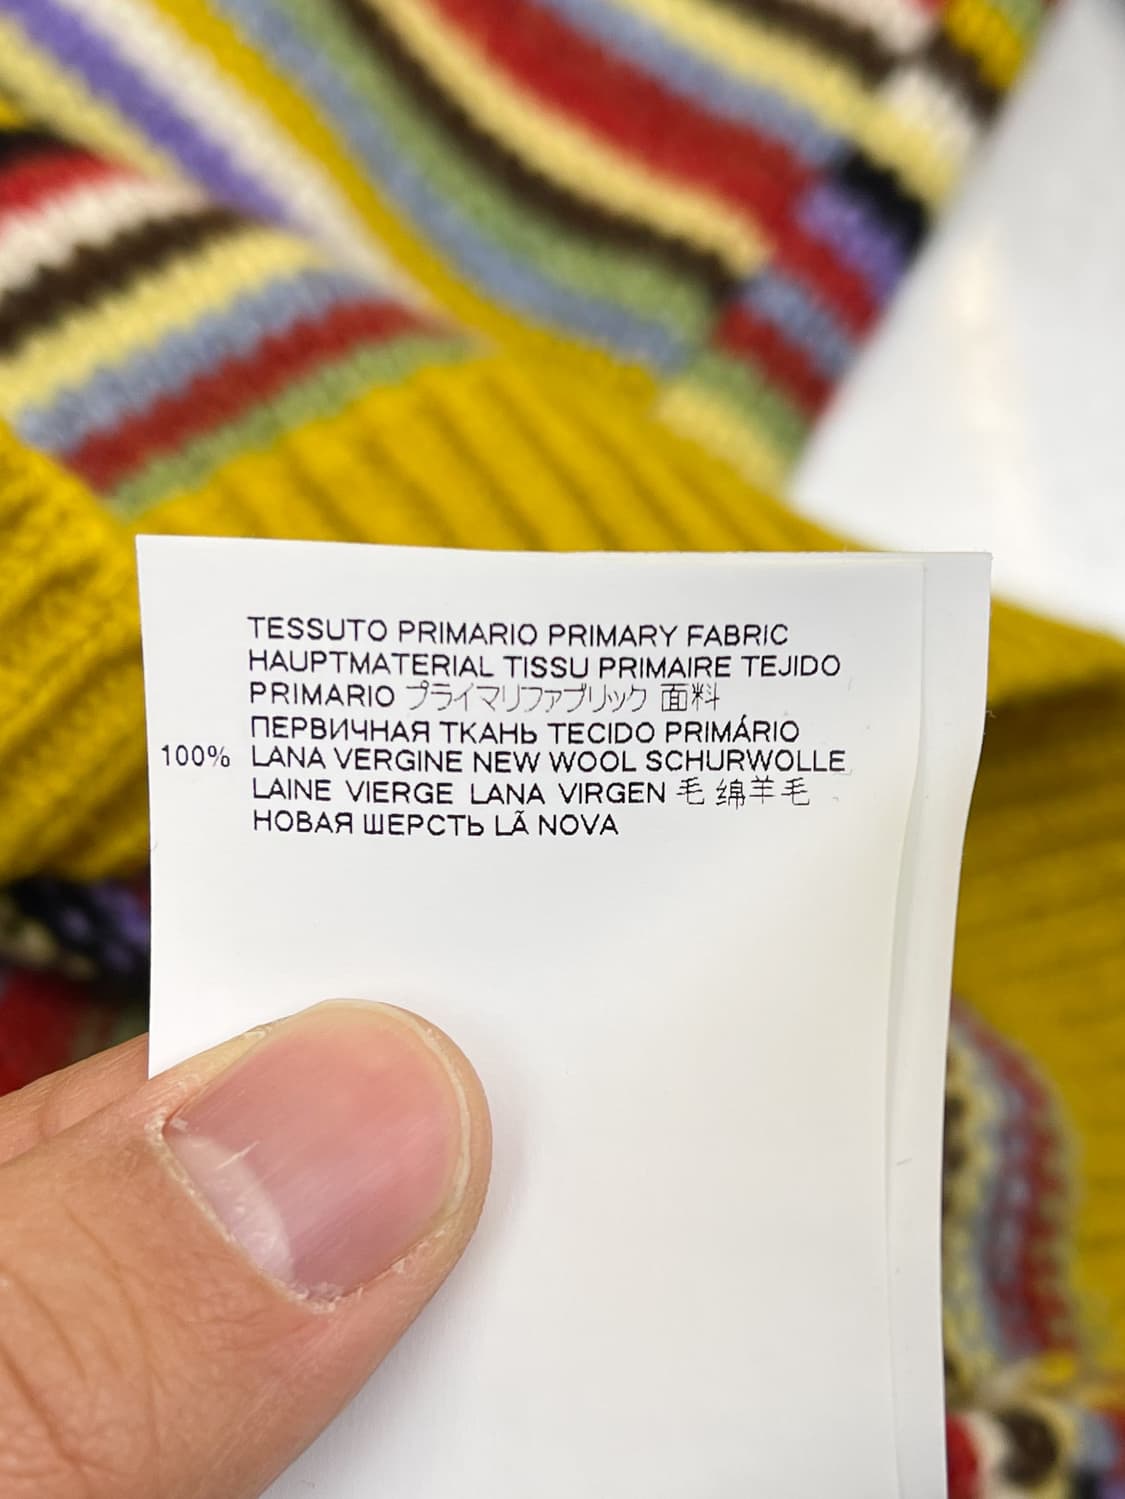 TESSUTO PRIMARIO PRIMARY FABRIC
HAUPTMATERIAL TISSU PRIMAIRE TEJIDO
PRIMARIO プライマリファブリック 面料
ПЕРВИЧНАЯ ТКАНЬ TECIDO PRIMÁRIO
100% LANA VERGINE NEW WOOL SCHURWOLLE
LAINE VIERGE LANA VIRGEN 毛 绵羊毛
НОВАЯ ШЕРСТЬ LÃ NOVA